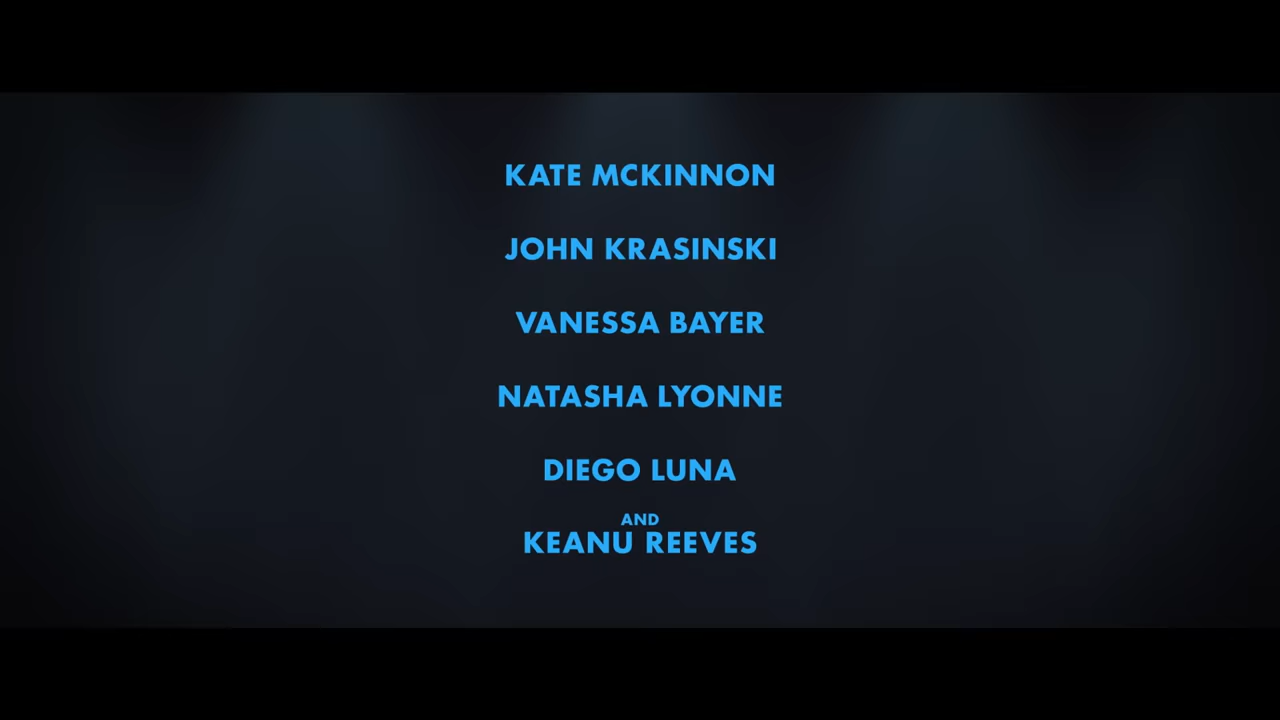 KATE MCKINNON
JOHN KRASINSKI
VANESSA BAYER
NATASHA LYONNE
DIEGO LUNA
AND
KEANU REEVES